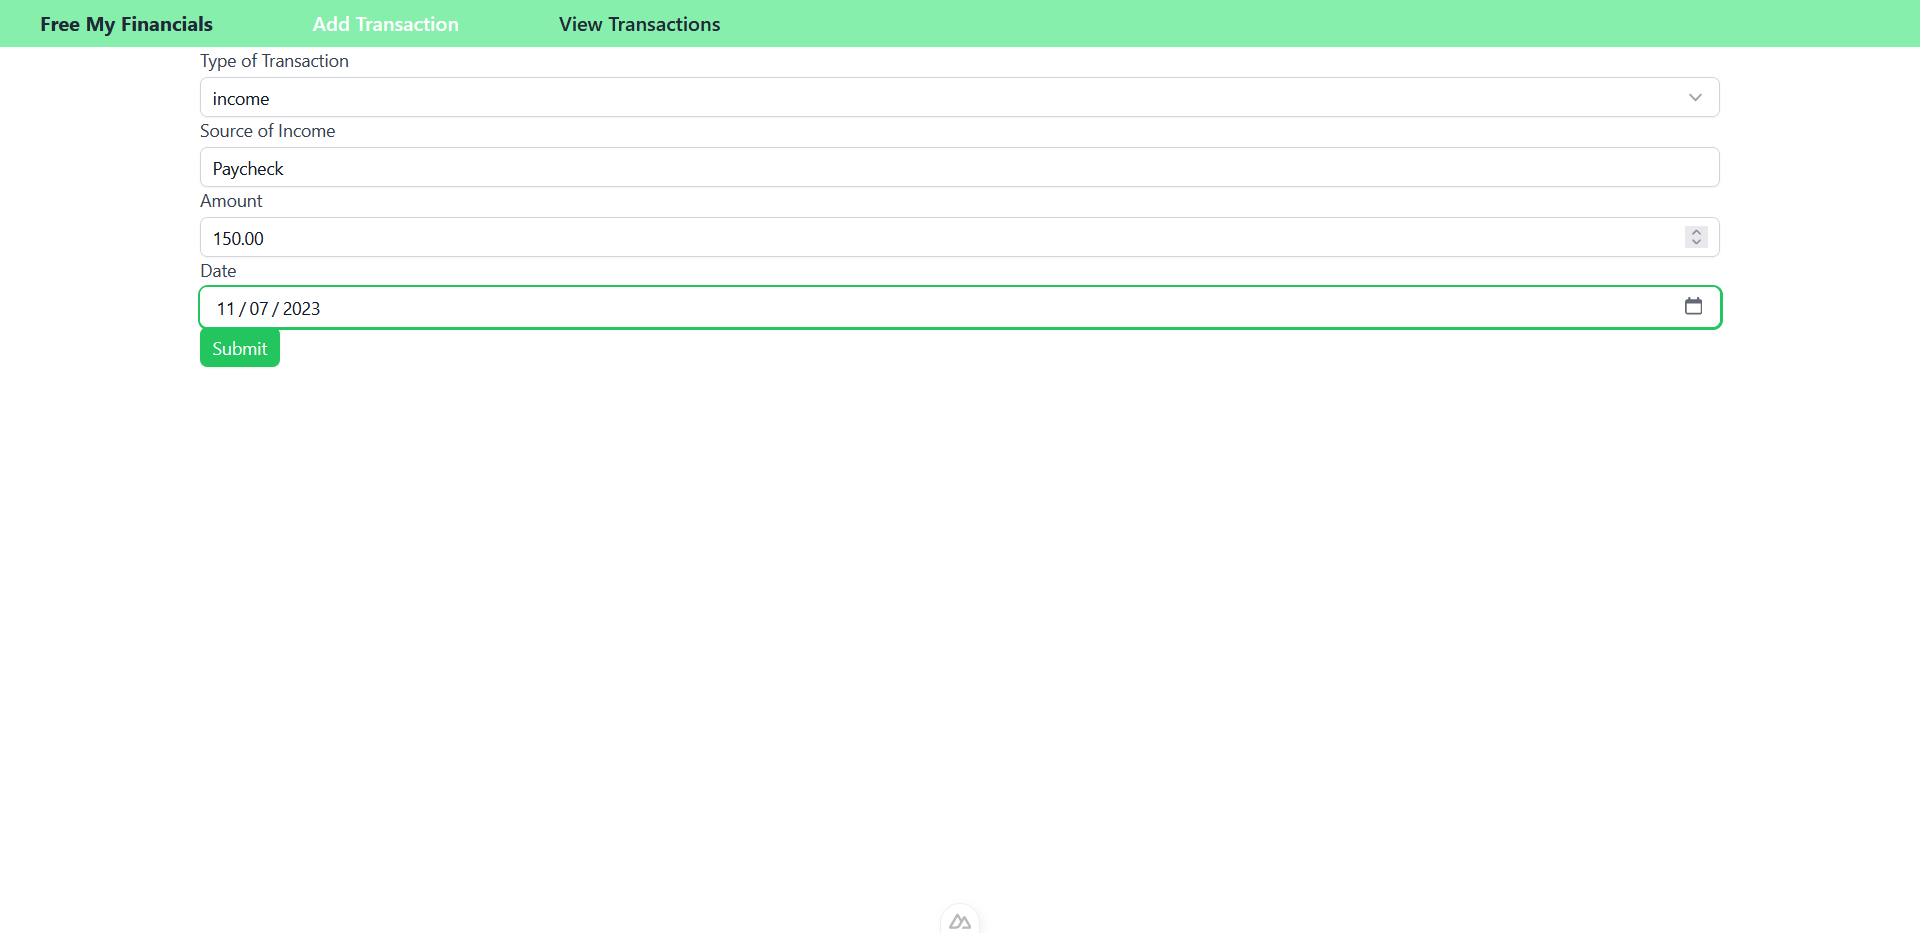 Free My Financials Add Transaction View Transactions
Type of Transaction
income
Source of Income
Paycheck
Amount
150.00
Date
11 / 07 / 2023
Submit